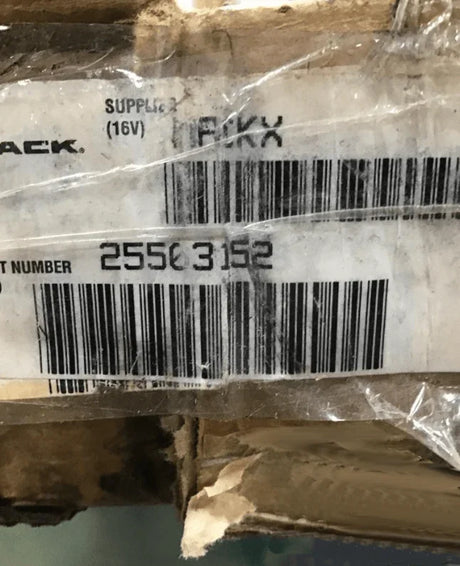 SUPPLIER
ACK. (16V)
T NUMBER 25503152